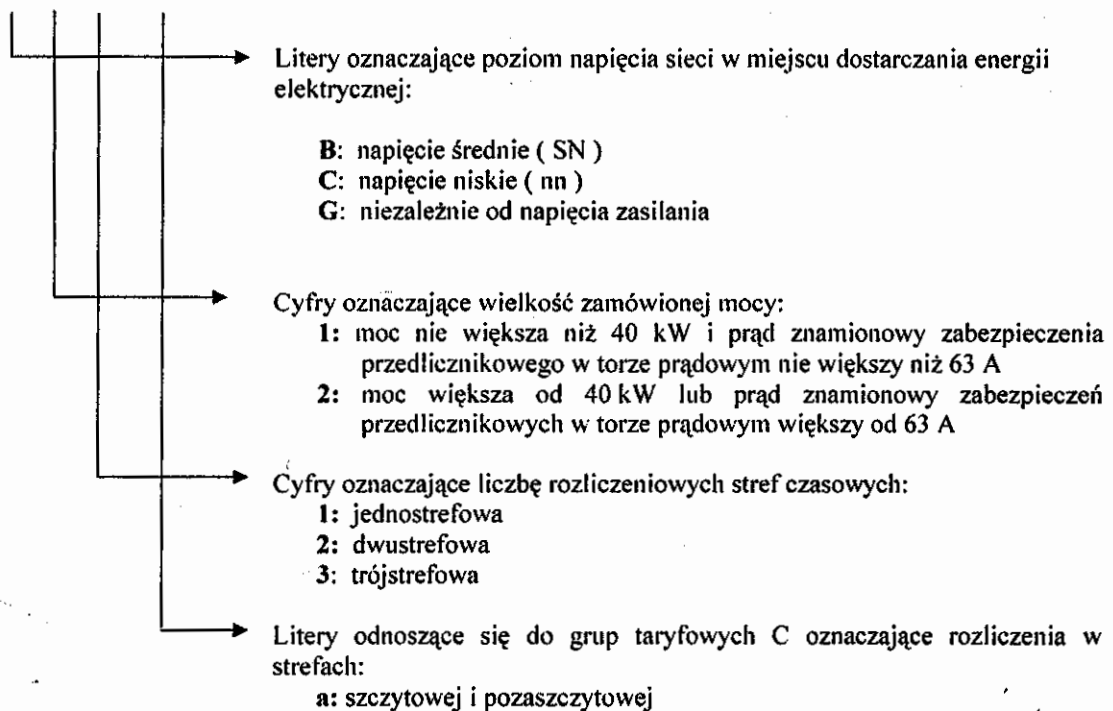 Litery oznaczające poziom napięcia sieci w miejscu dostarczania energii
elektrycznej:
B: napięcie średnie ( SN )
C: napięcie niskie ( nn )
G: niezależnie od napięcia zasilania
Cyfry oznaczające wielkość zamówionej mocy:
1: moc nie większa niż 40 kW i prąd znamionowy zabezpieczenia
przedlicznikowego w torze prądowym nie większy niż 63 A
2: moc większa od 40 kW lub prąd znamionowy zabezpieczeń
przedlicznikowych w torze prądowym większy od 63 A
Cyfry oznaczające liczbę rozliczeniowych stref czasowych:
1: jednostrefowa
2: dwustrefowa
3: trójstrefowa
Litery odnoszące się do grup taryfowych C oznaczające rozliczenia w
strefach:
a: szczytowej i pozaszczytowej